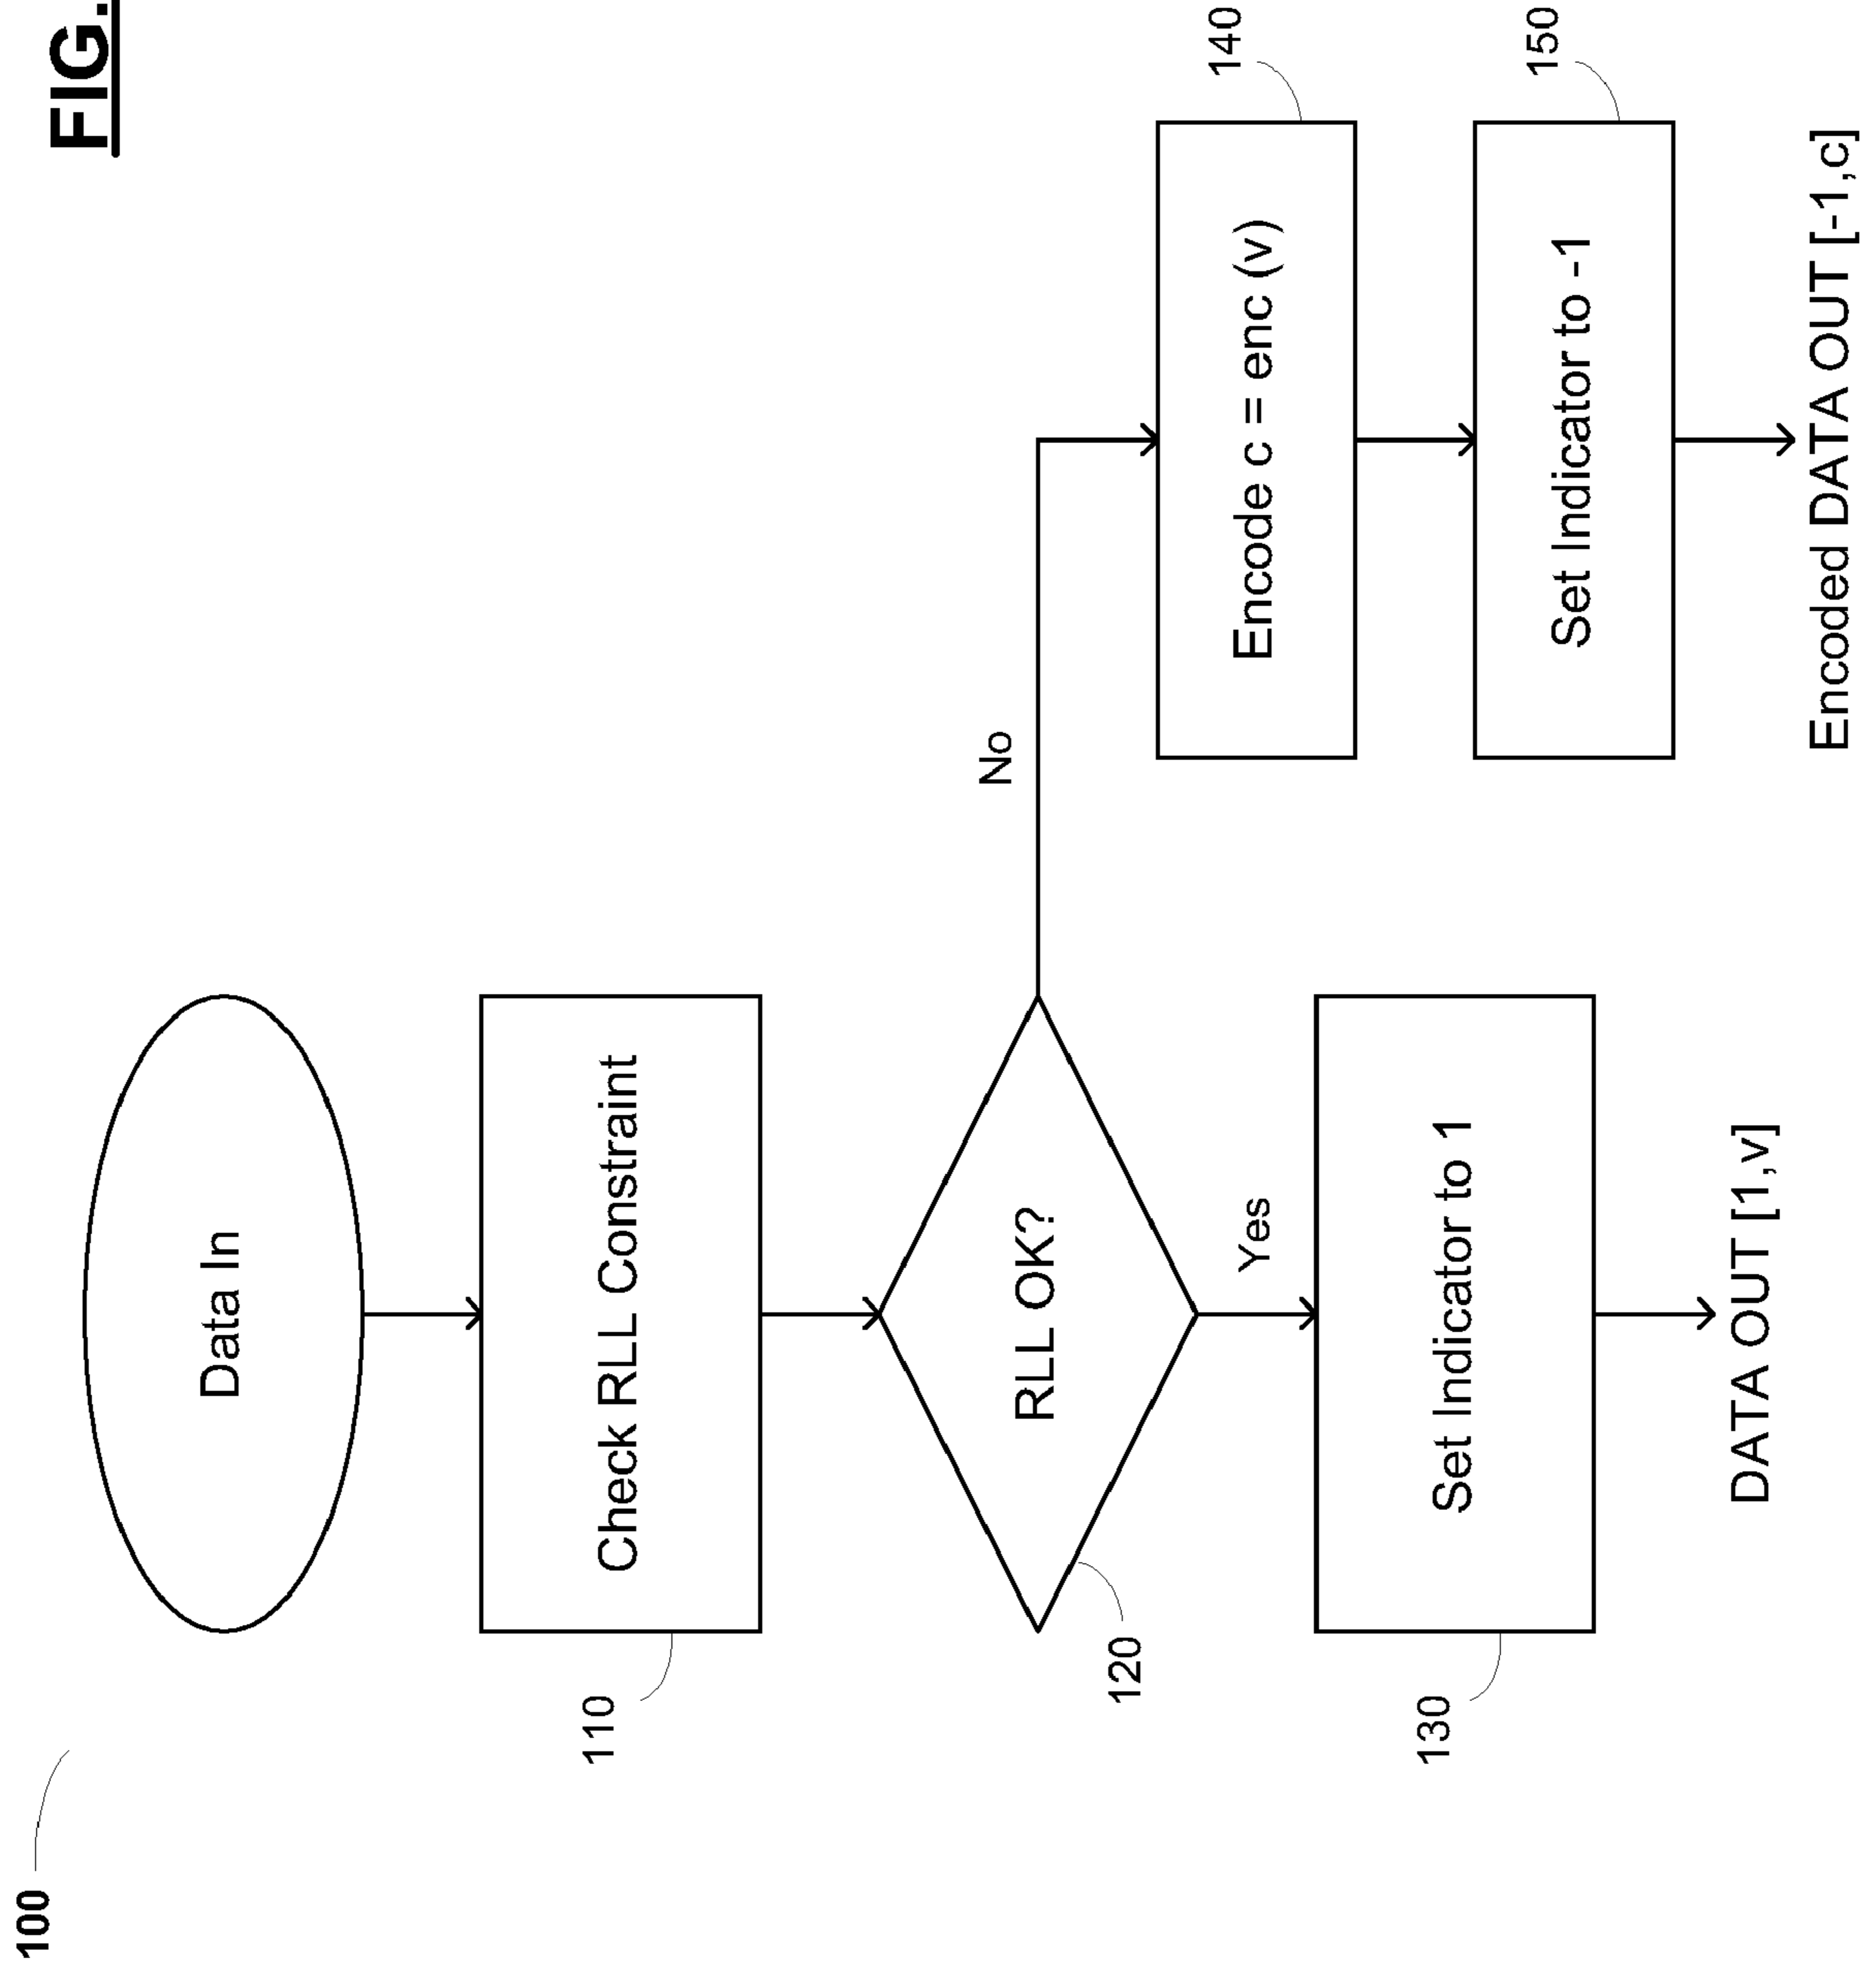 FIG.
100
Data In
110
Check RLL Constraint
RLL OK?
120
No
Yes
140
Encode c = enc (v)
130
Set Indicator to 1
150
Set Indicator to -1
DATA OUT [1,v]
Encoded DATA OUT [-1,c]